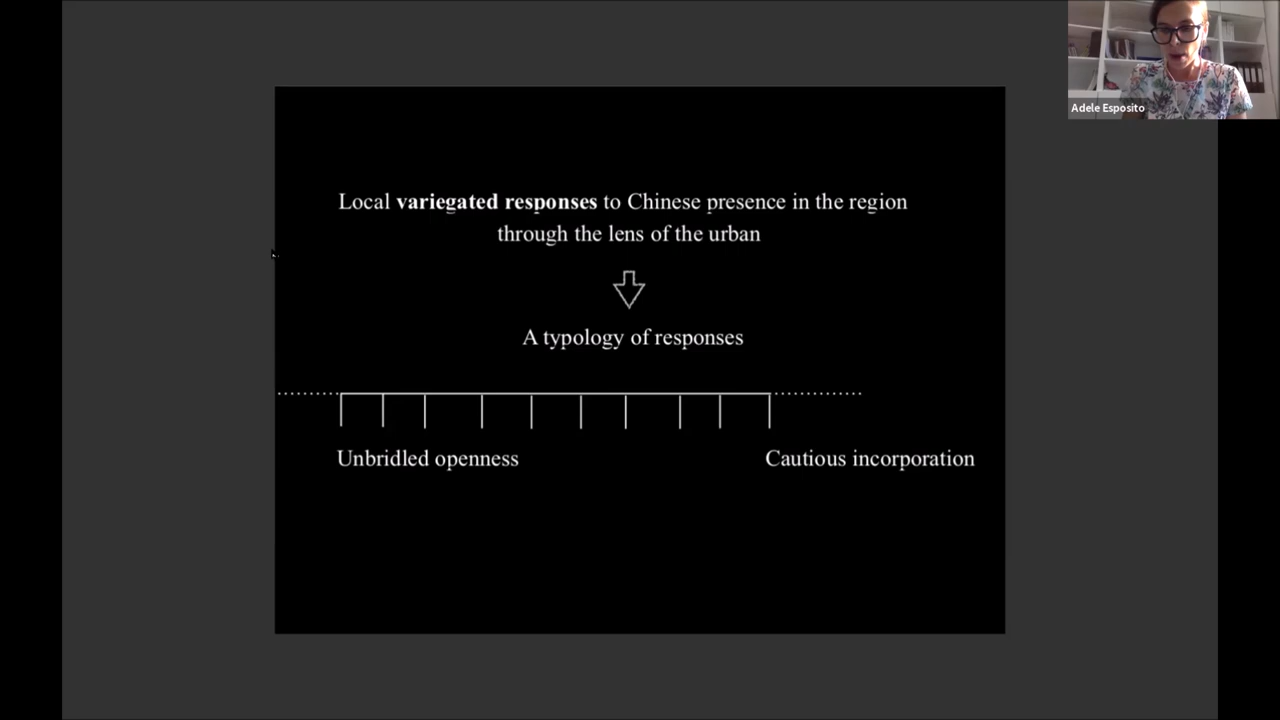 Adele Esposito
Local variegated responses to Chinese presence in the region
through the lens of the urban
A typology of responses
Unbridled openness
Cautious incorporation